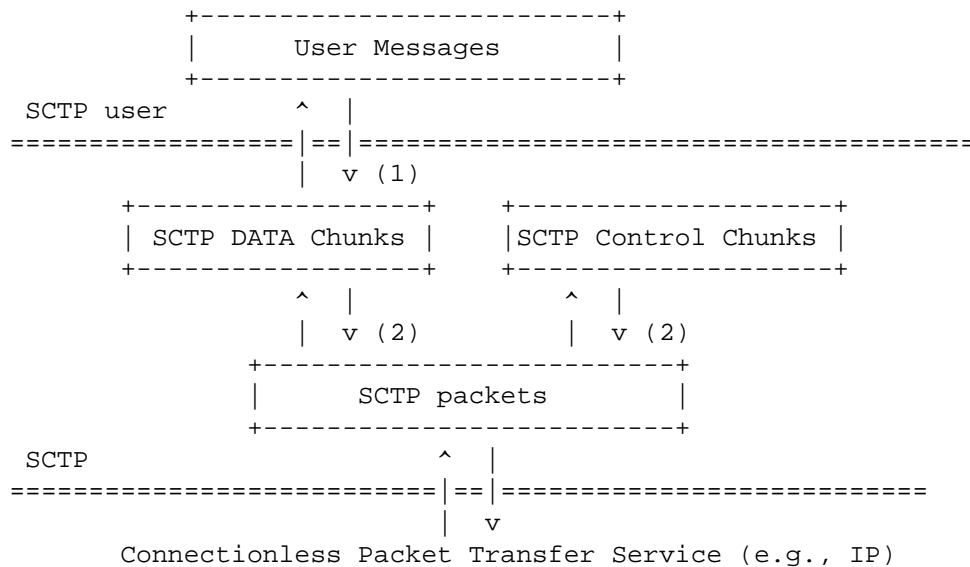 User Messages
SCTP user
(1)
SCTP DATA Chunks SCTP Control Chunks
(2) (2)
SCTP packets
SCTP
Connectionless Packet Transfer Service (e.g., IP)